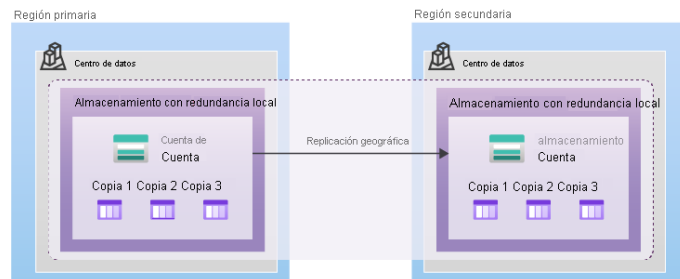 Región primaria
Región secundaria
Centro de datos
Centro de datos
Almacenamiento con redundancia local
Almacenamiento con redundancia local
Cuenta de
Cuenta
Replicación geográfica
almacenamiento
Cuenta
Copia 1 Copia 2 Copia 3
Copia 1 Copia 2 Copia 3